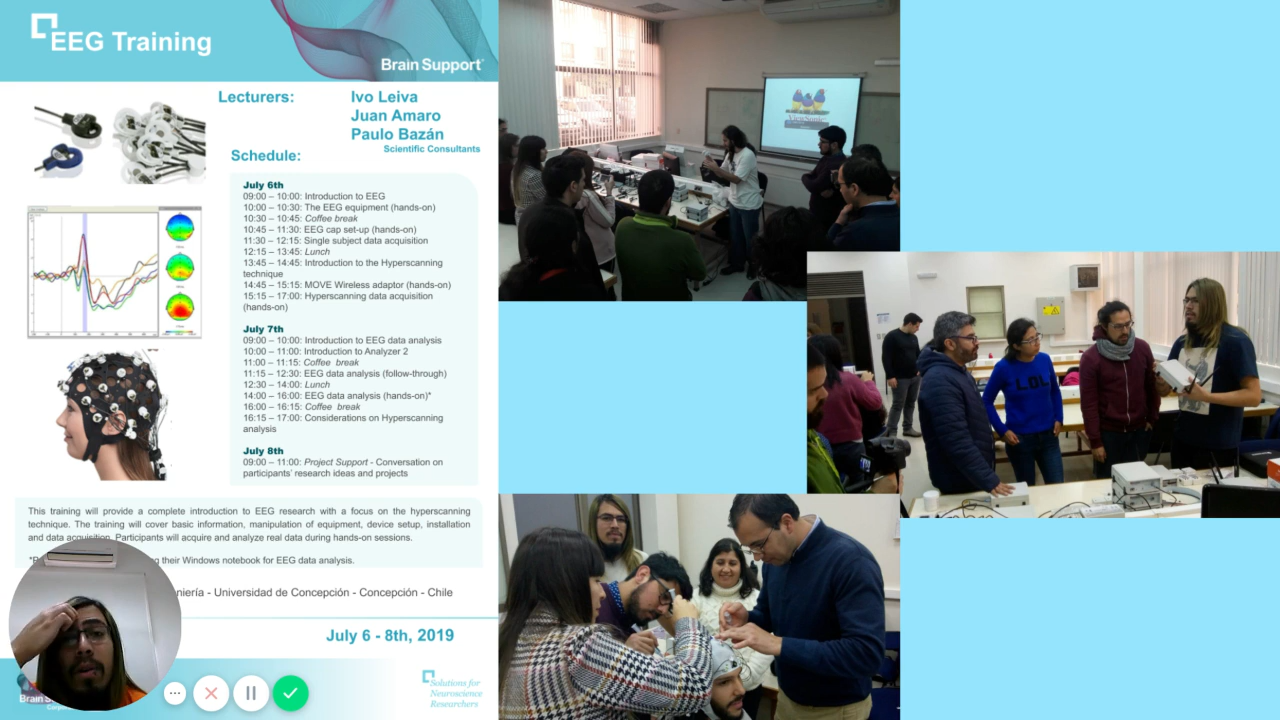 EEG Training
Brain Support
Lecturers:
Ivo Leiva
Juan Amaro
Paulo Bazán
Scientific Consultants
Schedule:
July 6th
09:00 – 10:00: Introduction to EEG
10:00 – 10:30: The EEG equipment (hands-on)
10:30 – 10:45: Coffee break
10:45 – 11:30: EEG cap set-up (hands-on)
11:30 – 12:15: Single subject data acquisition
12:15 – 13:45: Lunch
13:45 – 14:45: Introduction to the Hyperscanning
technique
14:45 – 15:15: MOVE Wireless adaptor (hands-on)
15:15 – 17:00: Hyperscanning data acquisition
(hands-on)
July 7th
09:00 – 10:00: Introduction to EEG data analysis
10:00 – 11:00: Introduction to Analyzer 2
11:00 – 11:15: Coffee break
11:15 – 12:30: EEG data analysis (follow-through)
12:30 – 14:00: Lunch
14:00 – 16:00: EEG data analysis (hands-on)*
16:00 – 16:15: Coffee break
16:15 – 17:00: Considerations on Hyperscanning
analysis
July 8th
09:00 – 11:00: Project Support - Conversation on
participants' research ideas and projects
This training will provide a complete introduction to EEG research with a focus on the hyperscanning
technique. The training will cover basic information, manipulation of equipment, device setup, installation
and data acquisition. Participants will acquire and analyze real data during hands-on sessions.
their Windows notebook for EEG data analysis.
niería - Universidad de Concepción - Concepción - Chile
July 6 - 8th, 2019
Brain S
Solutions for
Neuroscience
Researchers
ViewSonic
LOL